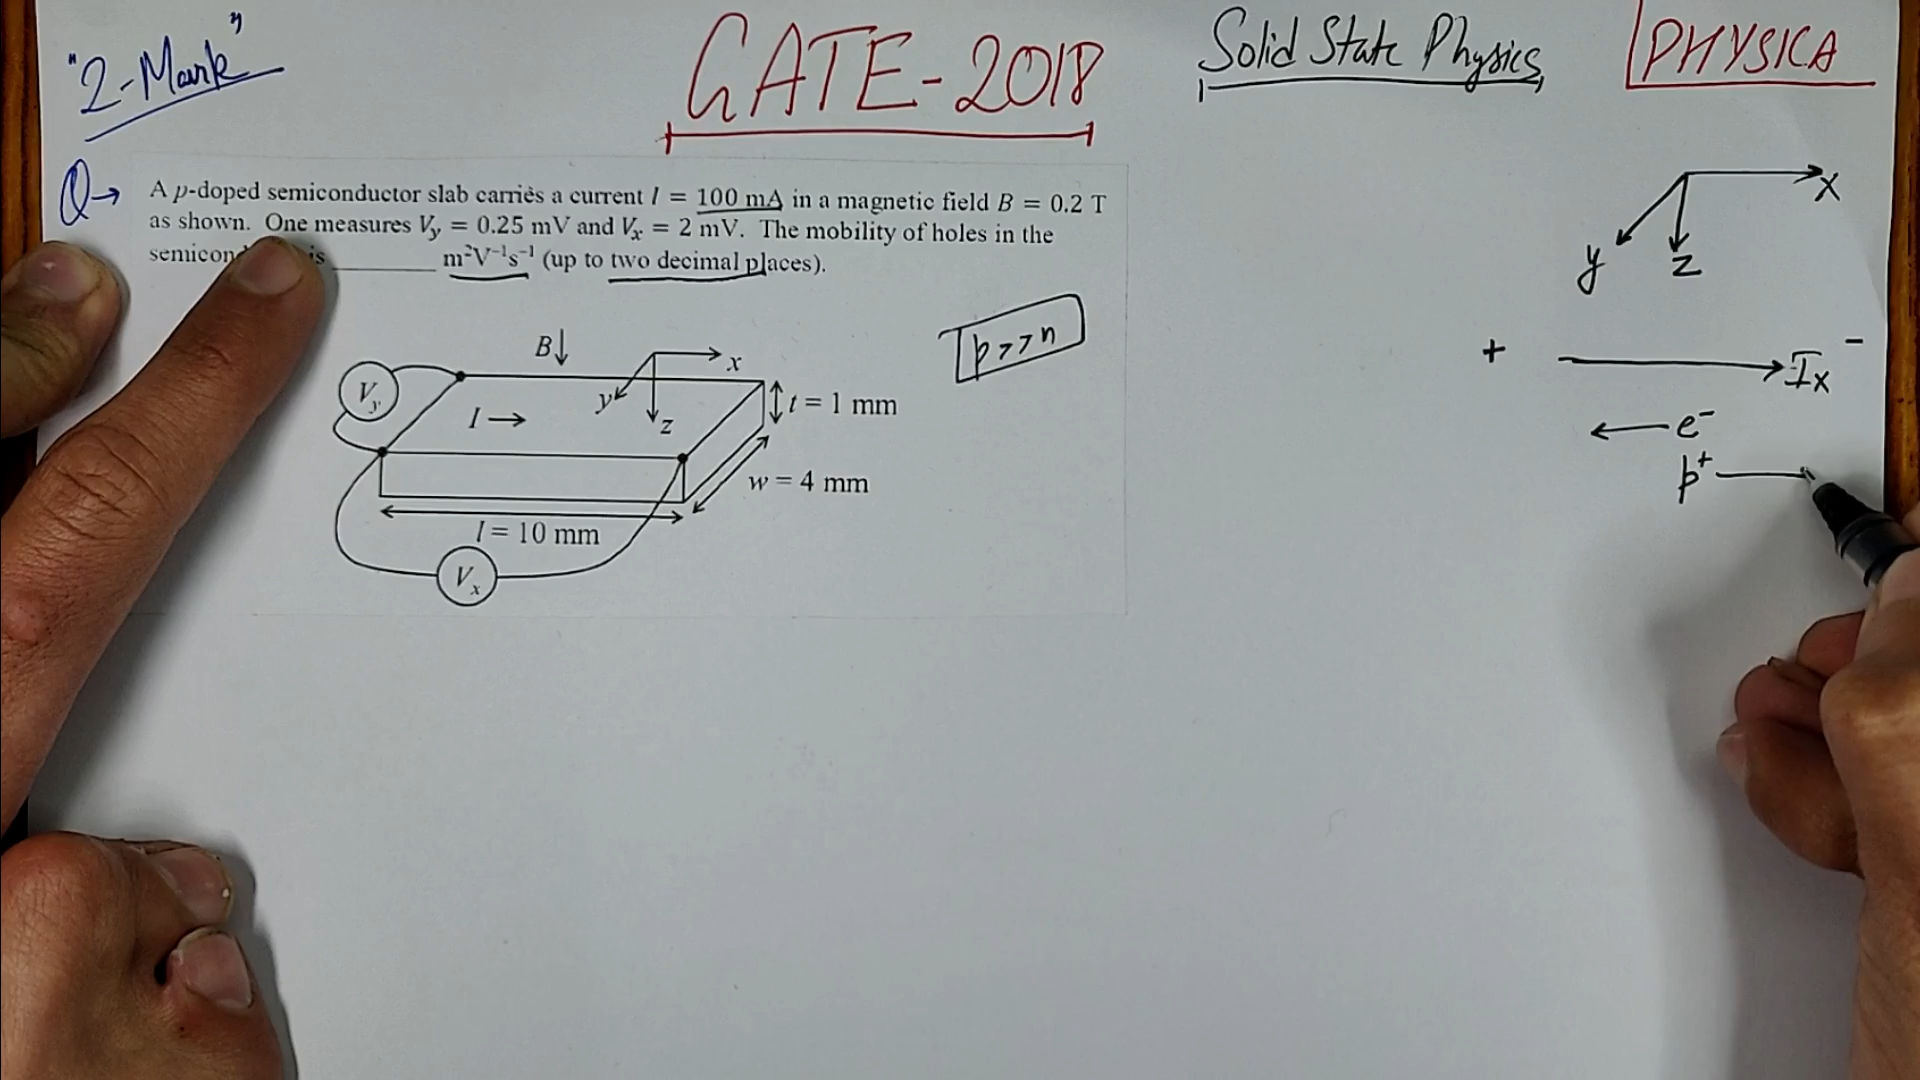 "2-Mark"
GATE-2018
Solid State Physics
PHYSICA
Q→
A p-doped semiconductor slab carries a current I = 100 mA in a magnetic field B = 0.2 T
as shown. One measures Vy = 0.25 mV and Vx = 2 mV. The mobility of holes in the
is ________ m²V⁻¹s⁻¹ (up to two decimal places).
p>>n
B↓
x
y
z
Vy
I→
t = 1 mm
w = 4 mm
l = 10 mm
Vx
x
y
z
+
Ix
-
e⁻
p⁺